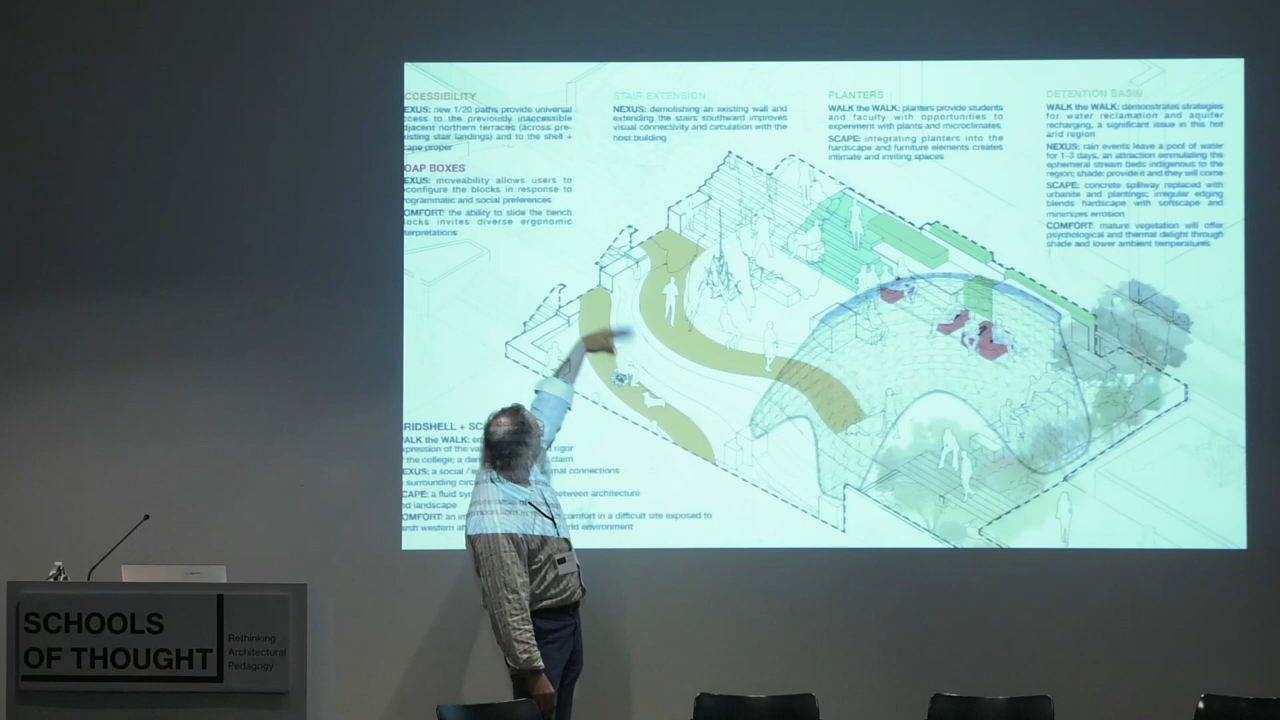 CCESSIBILITY
EXUS: new 1/20 paths provide universal
ccess to the previously inaccessible
djacent northern terraces (across pre-
xisting stair landings) and to the shell +
cape proper
OAP BOXES
EXUS: moveability allows users to
econfigure the blocks in response to
rogrammatic and social preferences
OMFORT: the ability to slide the bench
locks invites diverse ergonomic
terpretations
STAIR EXTENSION
NEXUS: demolishing an existing wall and
extending the stairs southward improves
visual connectivity and circulation with the
host building
PLANTERS
WALK the WALK: planters provide students
and faculty with opportunities to
experiment with plants and microclimates
SCAPE: integrating planters into the
hardscape and furniture elements creates
intimate and inviting spaces
DETENTION BASIN
WALK the WALK: demonstrates strategies
for water reclamation and aquifer
recharging, a significant issue in this hot
arid region
NEXUS: rain events leave a pool of water
for 1-3 days, an attraction emmulating the
ephemeral stream beds indigenous to the
region; shade: provide it and they will come
SCAPE: concrete spillway replaced with
urbanite and plantings; irregular edging
blends hardscape with softscape and
minimizes errosion
COMFORT: mature vegetation will offer
psychological and thermal delight through
shade and lower ambient temperatures
RIDSHELL + SC
ALK the WALK: rigor
xpression of the
the college; a claim
EXUS: a social connections
surrounding
CAPE: a fluid between architecture
nd landscape
OMFORT: an comfort in a difficult site exposed to
arsh western environment
SCHOOLS
OF THOUGHT
Rethinking
Architectural
Pedagogy